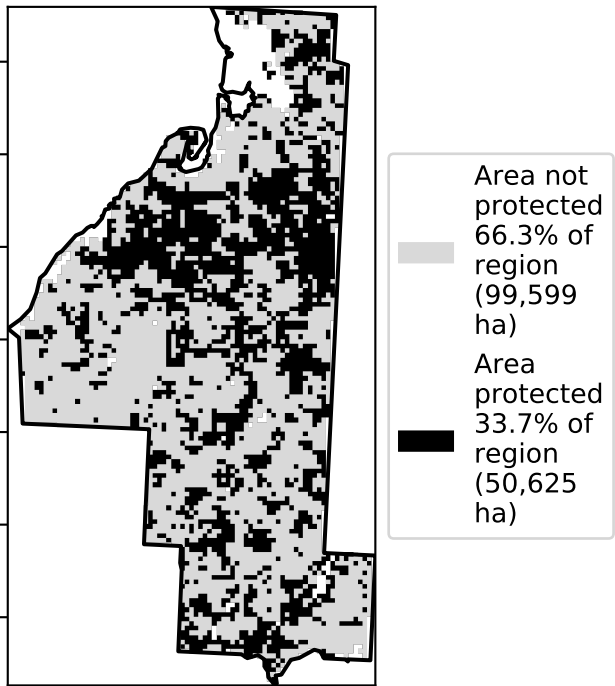 Area not
protected
66.3% of
region
(99,599
ha)
Area
protected
33.7% of
region
(50,625
ha)